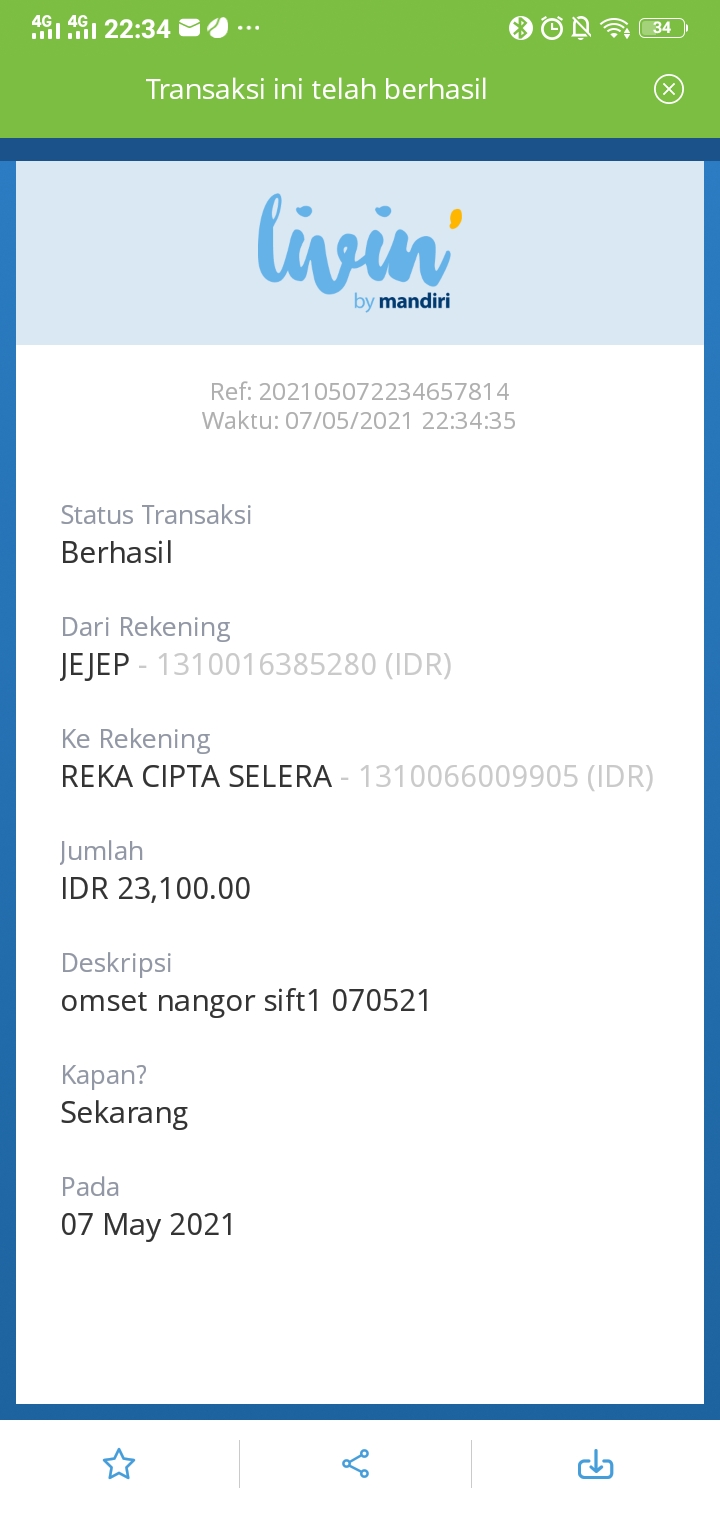 4G 4G 22:34 34
Transaksi ini telah berhasil
livin'
by mandiri
Ref: 202105072234657814
Waktu: 07/05/2021 22:34:35
Status Transaksi
Berhasil
Dari Rekening
JEJEP - 1310016385280 (IDR)
Ke Rekening
REKA CIPTA SELERA - 1310066009905 (IDR)
Jumlah
IDR 23,100.00
Deskripsi
omset nangor sift1 070521
Kapan?
Sekarang
Pada
07 May 2021